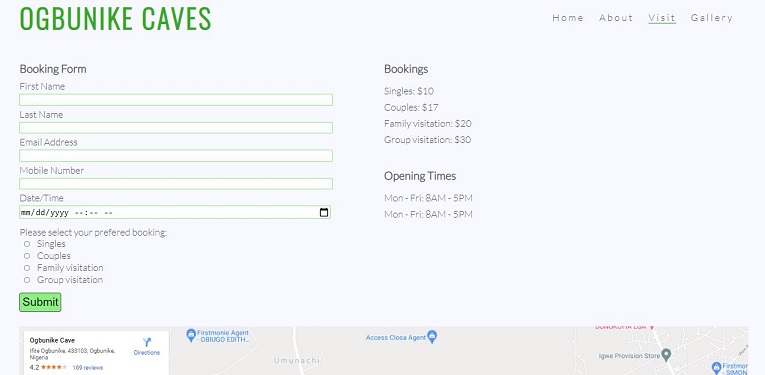 OGBUNIKE CAVES
Home About Visit Gallery
Booking Form
First Name
Last Name
Email Address
Mobile Number
Date/Time
mm/dd/yyyy --:-- --
Please select your prefered booking:
Singles
Couples
Family visitation
Group visitation
Submit
Bookings
Singles: $10
Couples: $17
Family visitation: $20
Group visitation: $30
Opening Times
Mon - Fri: 8AM - 5PM
Mon - Fri: 8AM - 5PM
Ogbunike Cave
Ifite Ogbunike, 433103, Ogbunike,
Nigeria
4.2 169 reviews
Directions
Firstmonie Agent
- OBIUGO EDITH...
Access Closa Agent
Umunachi
Igwe Provision Store
Firstmor
- SIMON